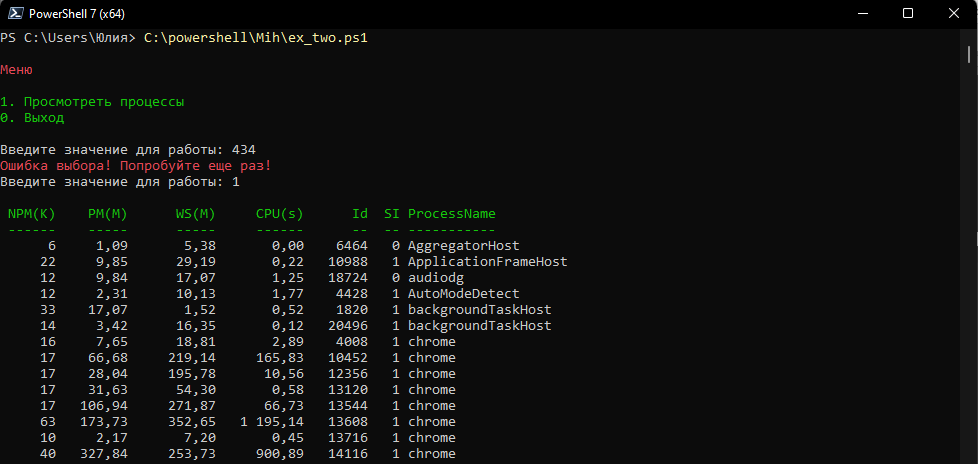 PowerShell 7 (x64)
PS C:\Users\Юлия> C:\powershell\Mih\ex_two.ps1
Меню
1. Просмотреть процессы
0. Выход
Введите значение для работы: 434
Ошибка выбора! Попробуйте еще раз!
Введите значение для работы: 1
NPM(K) PM(M) WS(M) CPU(s) Id SI ProcessName
------ ----- ----- ------ -- -- -----------
6 1,09 5,38 0,00 6464 0 AggregatorHost
22 9,85 29,19 0,22 10988 1 ApplicationFrameHost
12 9,84 17,07 1,25 18724 0 audiodg
12 2,31 10,13 1,77 4428 1 AutoModeDetect
33 17,07 1,52 0,52 1820 1 backgroundTaskHost
14 3,42 16,35 0,12 20496 1 backgroundTaskHost
16 7,65 18,81 2,89 4008 1 chrome
17 66,68 219,14 165,83 10452 1 chrome
17 28,04 195,78 10,56 12356 1 chrome
17 31,63 54,30 0,58 13120 1 chrome
17 106,94 271,87 66,73 13544 1 chrome
63 173,73 352,65 1 195,14 13608 1 chrome
10 2,17 7,20 0,45 13716 1 chrome
40 327,84 253,73 900,89 14116 1 chrome